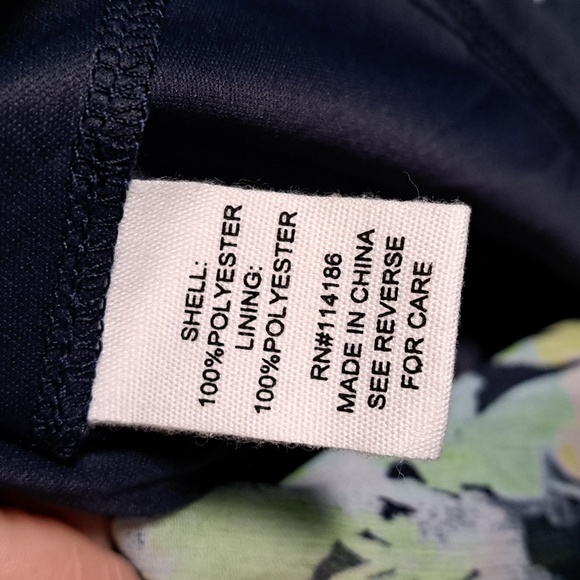 SHELL:
100%POLYESTER
LINING:
100%POLYESTER
RN#114186
MADE IN CHINA
SEE REVERSE
FOR CARE